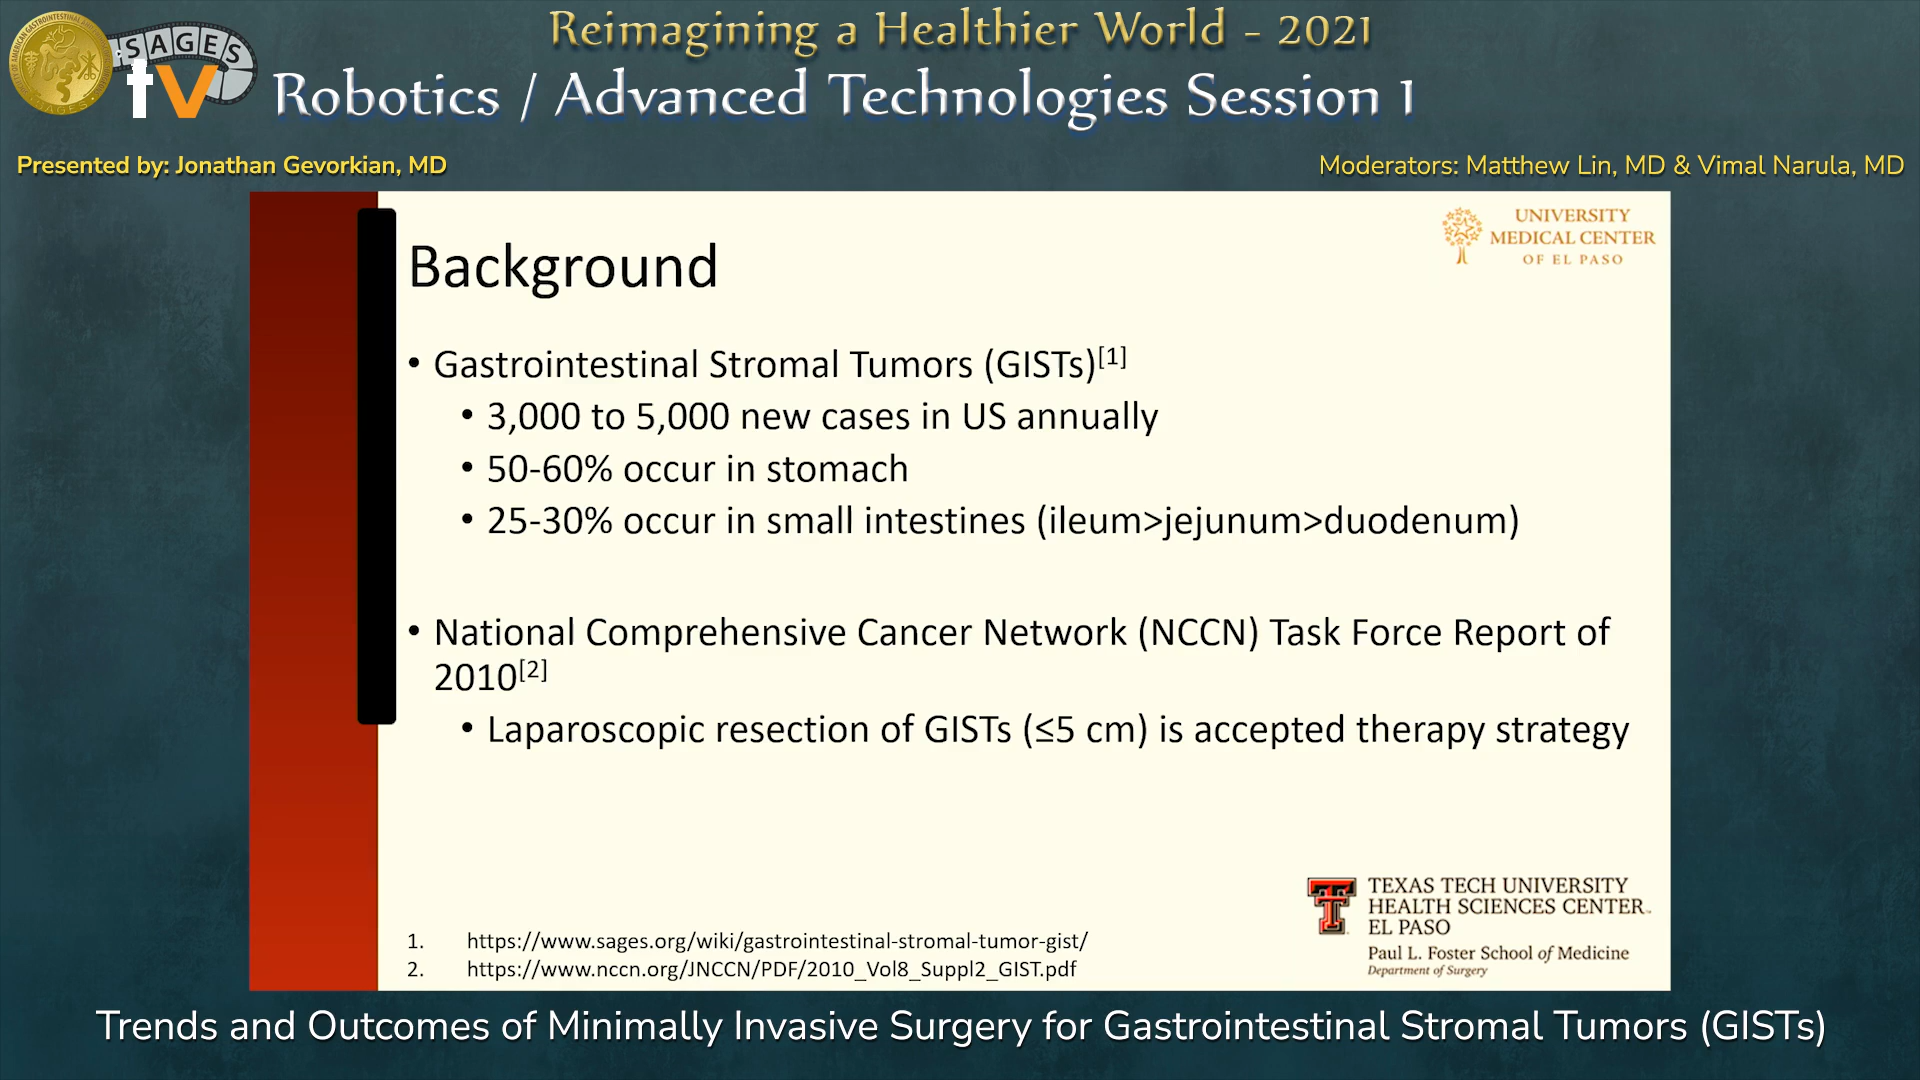 Reimagining a Healthier World - 2021
SAGES
tv
Robotics / Advanced Technologies Session 1
Presented by: Jonathan Gevorkian, MD
Moderators: Matthew Lin, MD & Vimal Narula, MD
UNIVERSITY
MEDICAL CENTER
OF EL PASO
Background
• Gastrointestinal Stromal Tumors (GISTs)[1]
• 3,000 to 5,000 new cases in US annually
• 50-60% occur in stomach
• 25-30% occur in small intestines (ileum>jejunum>duodenum)
• National Comprehensive Cancer Network (NCCN) Task Force Report of
2010[2]
• Laparoscopic resection of GISTs (≤5 cm) is accepted therapy strategy
1. https://www.sages.org/wiki/gastrointestinal-stromal-tumor-gist/
2. https://www.nccn.org/JNCCN/PDF/2010_Vol8_Suppl2_GIST.pdf
TEXAS TECH UNIVERSITY
HEALTH SCIENCES CENTER
EL PASO
Paul L. Foster School of Medicine
Department of Surgery
Trends and Outcomes of Minimally Invasive Surgery for Gastrointestinal Stromal Tumors (GISTs)